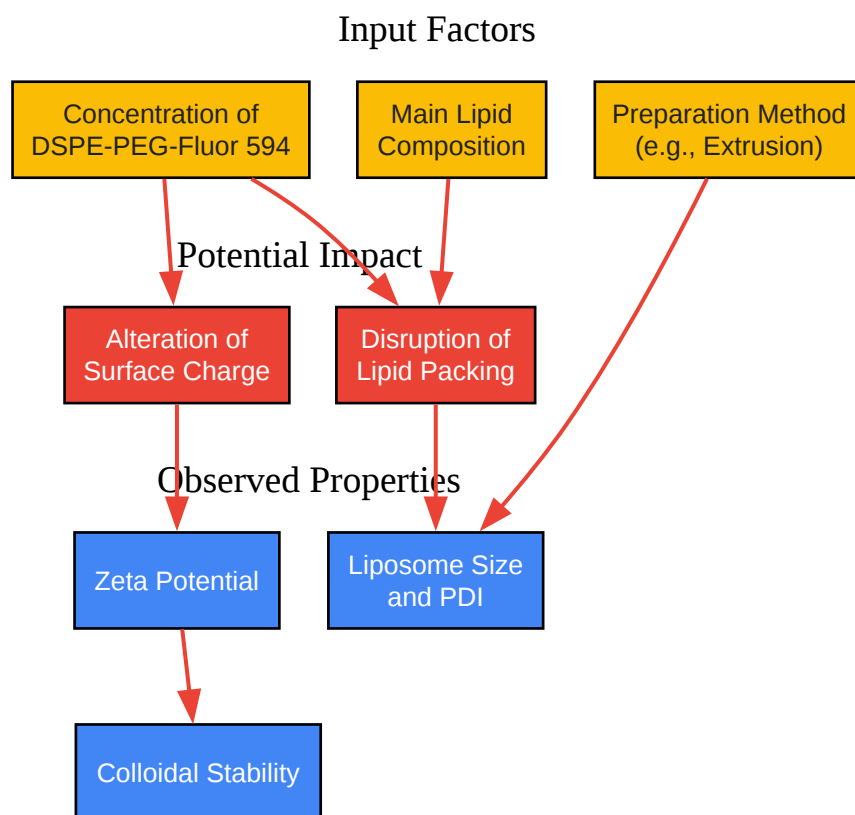 Input Factors
Concentration of
DSPE-PEG-Fluor 594
Main Lipid
Composition
Preparation Method
(e.g., Extrusion)
Potential Impact
Alteration of
Surface Charge
Disruption of
Lipid Packing
Observed Properties
Zeta Potential
Liposome Size
and PDI
Colloidal Stability